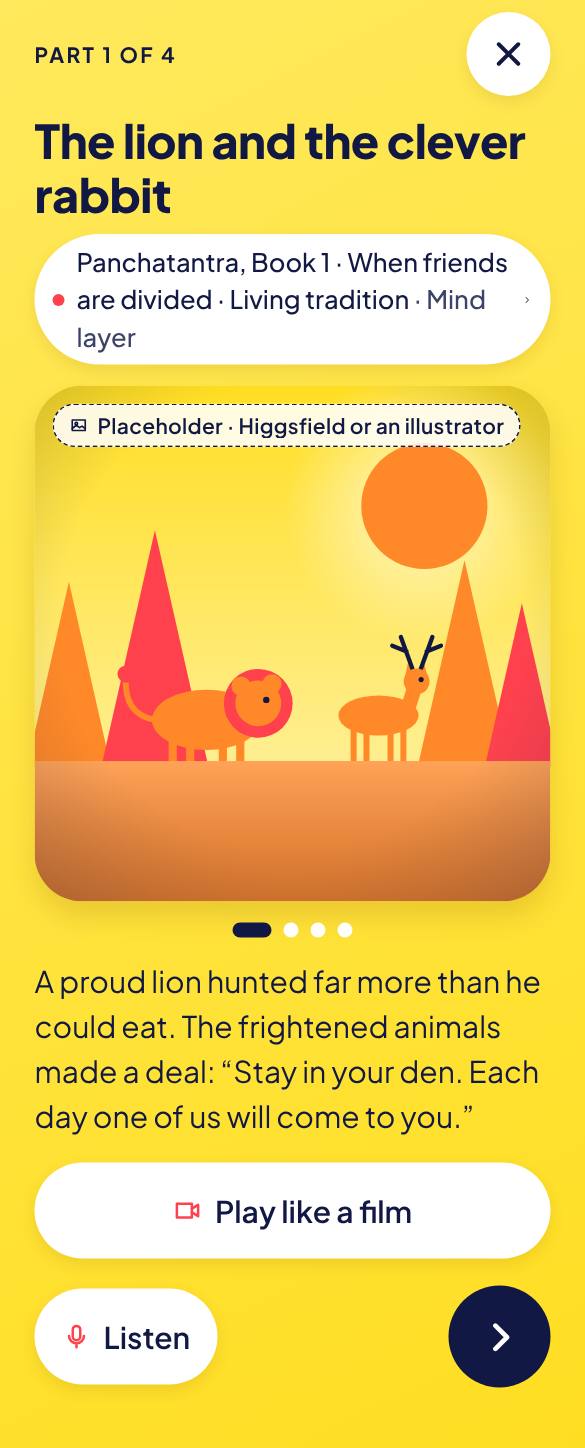 PART 1 OF 4
The lion and the clever
rabbit
Panchatantra, Book 1 · When friends
are divided · Living tradition · Mind
layer
Placeholder · Higgsfield or an illustrator
A proud lion hunted far more than he
could eat. The frightened animals
made a deal: “Stay in your den. Each
day one of us will come to you.”
Play like a film
Listen